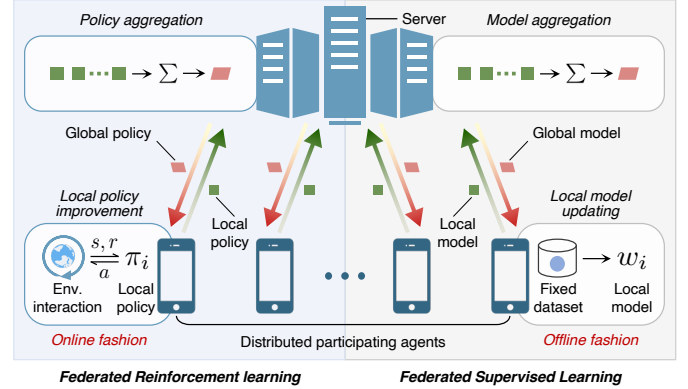 Policy aggregation
Server
Model aggregation
... → Σ →
... → Σ →
Global policy
Global model
Local policy
improvement
Local
policy
Local
model
Local model
updating
s, r
a
π_i
Env.
interaction
Local
policy
...
Fixed
dataset
→ w_i
Local
model
Online fashion
Distributed participating agents
Offline fashion
Federated Reinforcement learning
Federated Supervised Learning